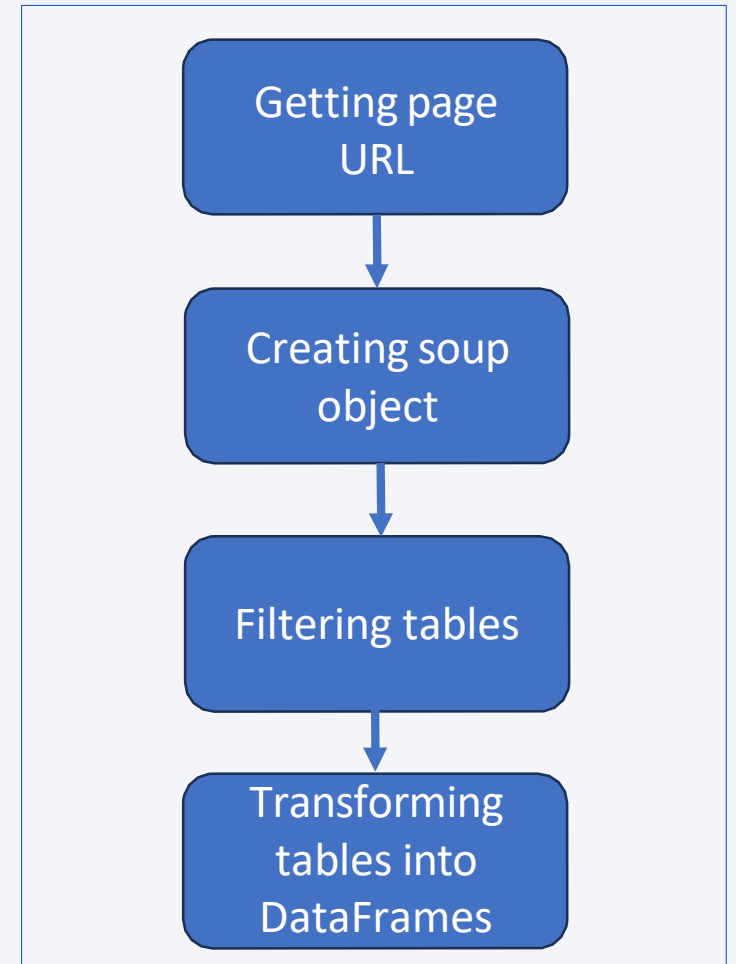 Getting page
URL
Creating soup
object
Filtering tables
Transforming
tables into
DataFrames